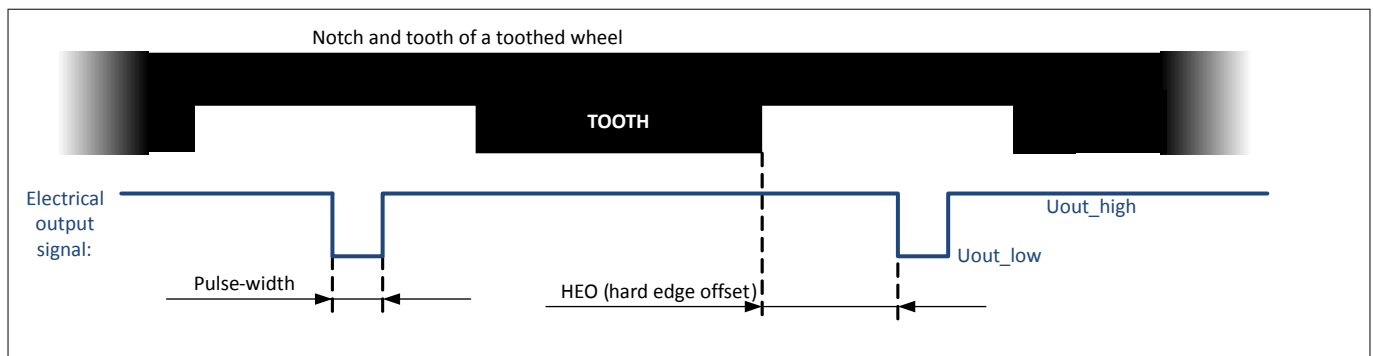 Notch and tooth of a toothed wheel
TOOTH
Electrical
output
signal:
Uout_high
Uout_low
Pulse-width
HEO (hard edge offset)